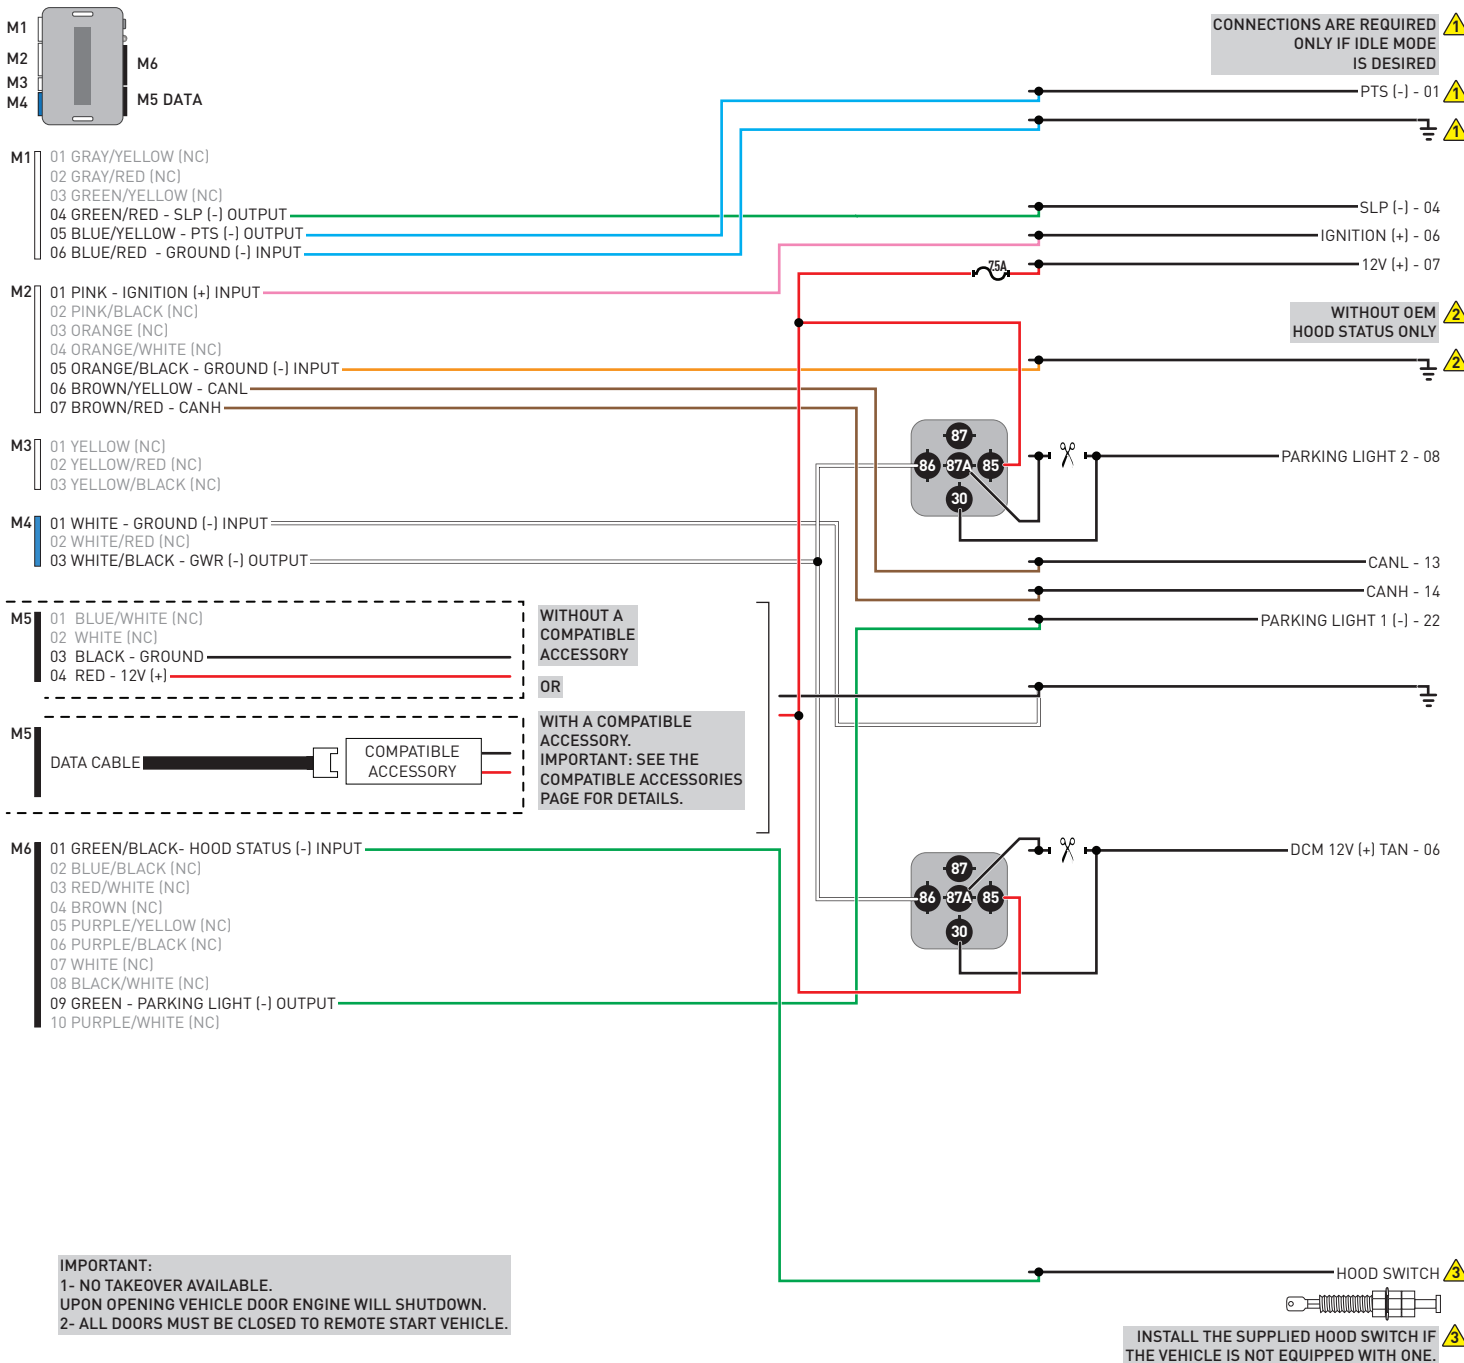 M1
M2
M3
M4
M6
M5 DATA
CONNECTIONS ARE REQUIRED
ONLY IF IDLE MODE
IS DESIRED
1
PTS (-) - 01
1
1
M1
01 GRAY/YELLOW (NC)
02 GRAY/RED (NC)
03 GREEN/YELLOW (NC)
04 GREEN/RED - SLP (-) OUTPUT
05 BLUE/YELLOW - PTS (-) OUTPUT
06 BLUE/RED - GROUND (-) INPUT
SLP (-) - 04
IGNITION (+) - 06
7.5A
12V (+) - 07
M2
01 PINK - IGNITION (+) INPUT
02 PINK/BLACK (NC)
03 ORANGE (NC)
04 ORANGE/WHITE (NC)
05 ORANGE/BLACK - GROUND (-) INPUT
06 BROWN/YELLOW - CANL
07 BROWN/RED - CANH
WITHOUT OEM
HOOD STATUS ONLY
2
2
M3
01 YELLOW (NC)
02 YELLOW/RED (NC)
03 YELLOW/BLACK (NC)
87
86 87A 85
30
PARKING LIGHT 2 - 08
M4
01 WHITE - GROUND (-) INPUT
02 WHITE/RED (NC)
03 WHITE/BLACK - GWR (-) OUTPUT
CANL - 13
CANH - 14
PARKING LIGHT 1 (-) - 22
M5
01 BLUE/WHITE (NC)
02 WHITE (NC)
03 BLACK - GROUND
04 RED - 12V (+)
WITHOUT A
COMPATIBLE
ACCESSORY
OR
M5
DATA CABLE
COMPATIBLE
ACCESSORY
WITH A COMPATIBLE
ACCESSORY.
IMPORTANT: SEE THE
COMPATIBLE ACCESSORIES
PAGE FOR DETAILS.
M6
01 GREEN/BLACK- HOOD STATUS (-) INPUT
02 BLUE/BLACK (NC)
03 RED/WHITE (NC)
04 BROWN (NC)
05 PURPLE/YELLOW (NC)
06 PURPLE/BLACK (NC)
07 WHITE (NC)
08 BLACK/WHITE (NC)
09 GREEN - PARKING LIGHT (-) OUTPUT
10 PURPLE/WHITE (NC)
87
86 87A 85
30
DCM 12V (+) TAN - 06
IMPORTANT:
1- NO TAKEOVER AVAILABLE.
UPON OPENING VEHICLE DOOR ENGINE WILL SHUTDOWN.
2- ALL DOORS MUST BE CLOSED TO REMOTE START VEHICLE.
HOOD SWITCH
3
INSTALL THE SUPPLIED HOOD SWITCH IF
THE VEHICLE IS NOT EQUIPPED WITH ONE.
3